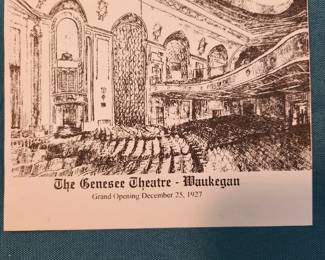 The Genesee Theatre - Waukegan
Grand Opening December 25, 1927